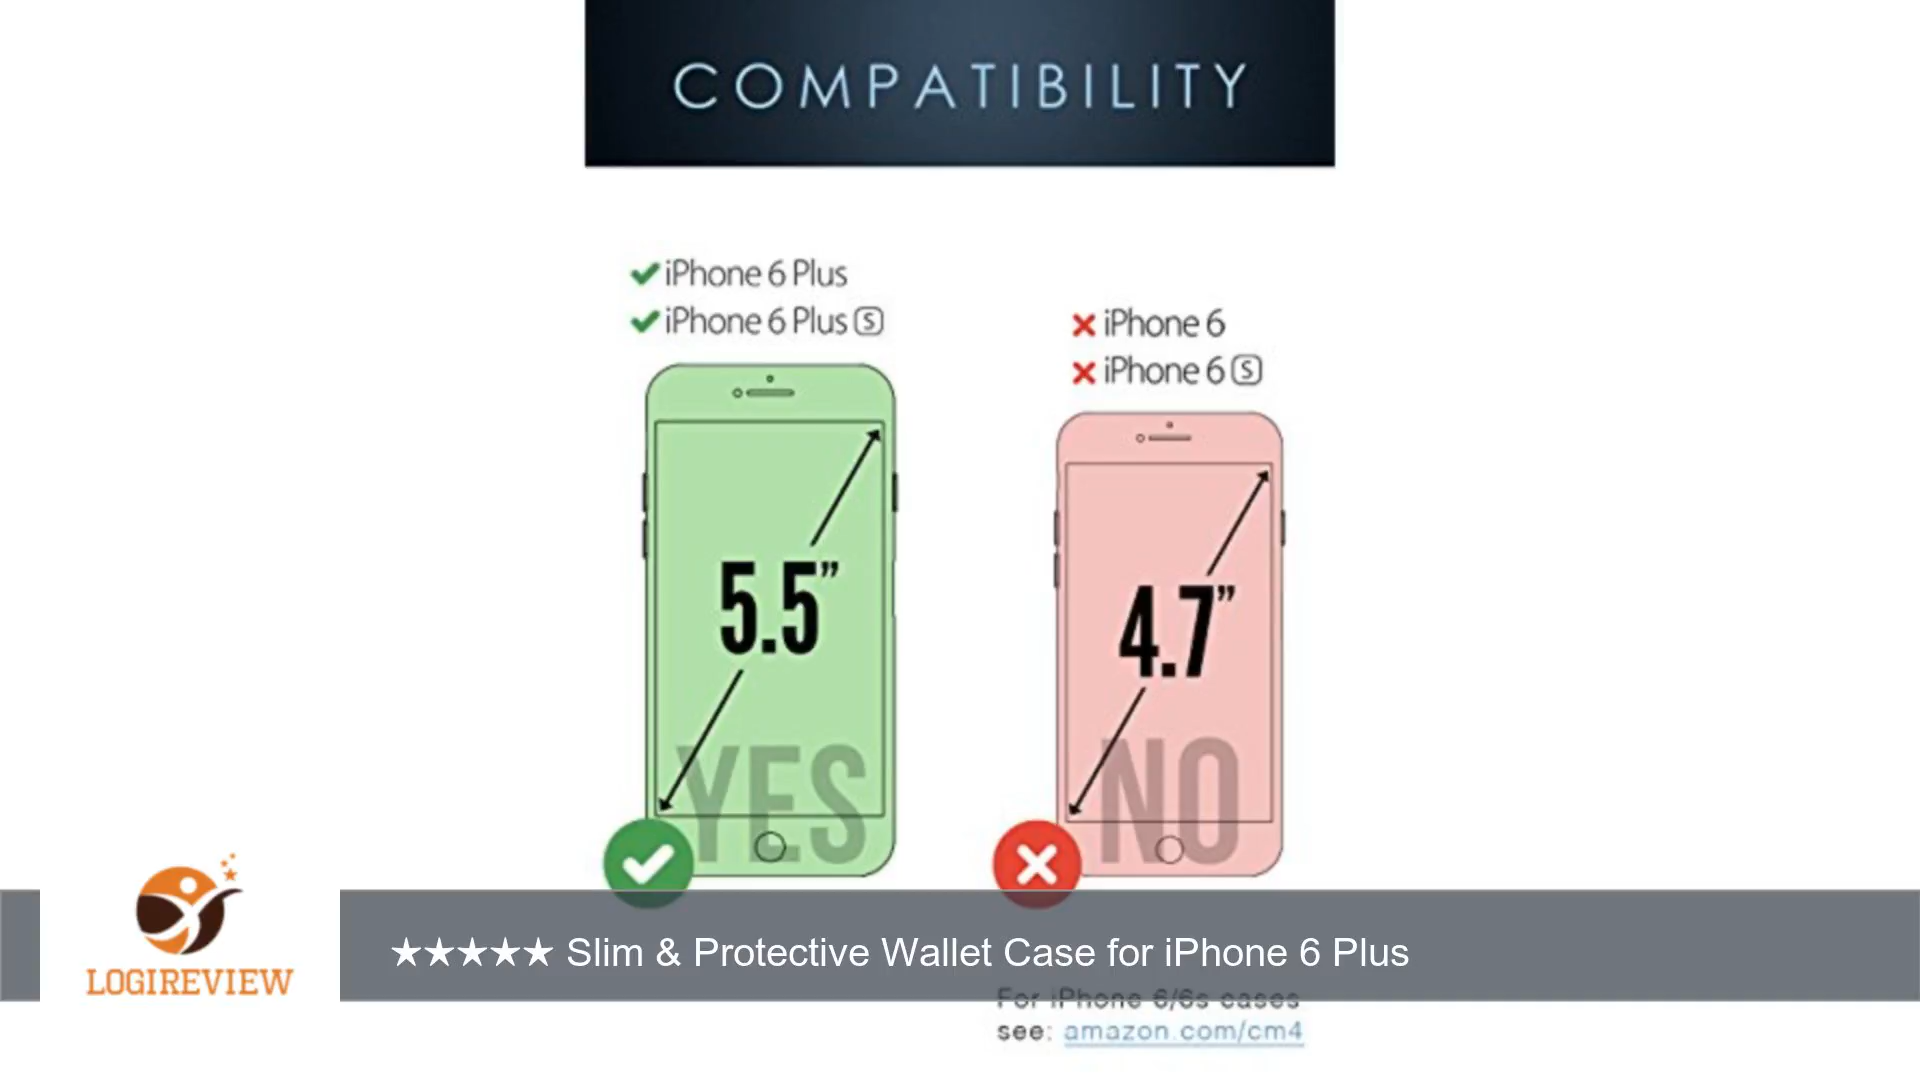 COMPATIBILITY
iPhone 6 Plus
iPhone 6 Plus S
iPhone 6
iPhone 6 S
5.5”
4.7”
YES
NO
★★★★★ Slim & Protective Wallet Case for iPhone 6 Plus
LOGIREVIEW
For iPhone 6/6s cases
see: amazon.com/cm4